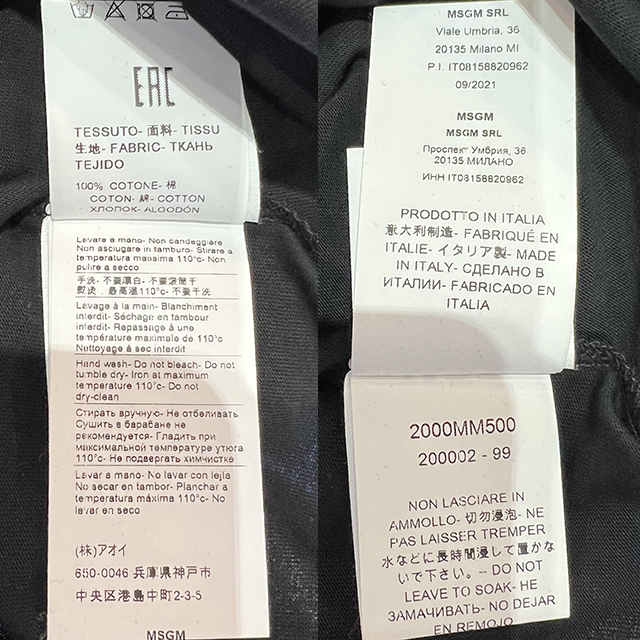 EAC
TESSUTO- 面料- TISSU
生地- FABRIC- ТКАНЬ
TEJIDO
100% COTONE- 棉
COTON- 綿- COTTON
ХЛОПОК- ALGODÓN
Lavare a mano- Non candeggiare
Non asciugare in tamburo- Stirare a
temperatura massima 110°c- Non
pulire a secco
手洗- 不要漂白- 不要滚筒干
熨烫，最高温110°c- 不要干洗
Lavage à la main- Blanchiment
interdit- Séchage en tambour
interdit- Repassage à une
température maximale de 110°c
Nettoyage à sec interdit
Hand wash- Do not bleach- Do not
tumble dry- Iron at maximum
temperature 110°c- Do not
dry-clean
Стирать вручную- Не отбеливать
Сушить в барабане не
рекомендуется- Гладить при
максимальной температуре утюга
110°c- Не подвергать химчистке
Lavar a mano- No lavar con lejía
No secar en tambor- Planchar a
temperatura máxima 110°c- No
lavar en seco
(株)アオイ
650-0046 兵庫県神戸市
中央区港島中町2-3-5
MSGM
MSGM SRL
Viale Umbria, 36
20135 Milano MI
P.I. IT08158820962
09/2021
MSGM
MSGM SRL
Проспект Умбрия, 36
20135 МИЛАНО
ИНН IT08158820962
PRODOTTO IN ITALIA
意大利制造- FABRIQUÉ EN
ITALIE- イタリア製- MADE
IN ITALY- СДЕЛАНО В
ИТАЛИИ- FABRICADO EN
ITALIA
2000MM500
200002 - 99
NON LASCIARE IN
AMMOLLO- 切勿浸泡- NE
PAS LAISSER TREMPER
水などに長時間浸して置かな
いで下さい。-- DO NOT
LEAVE TO SOAK- НЕ
ЗАМАЧИВАТЬ- NO DEJAR
EN REMOJO